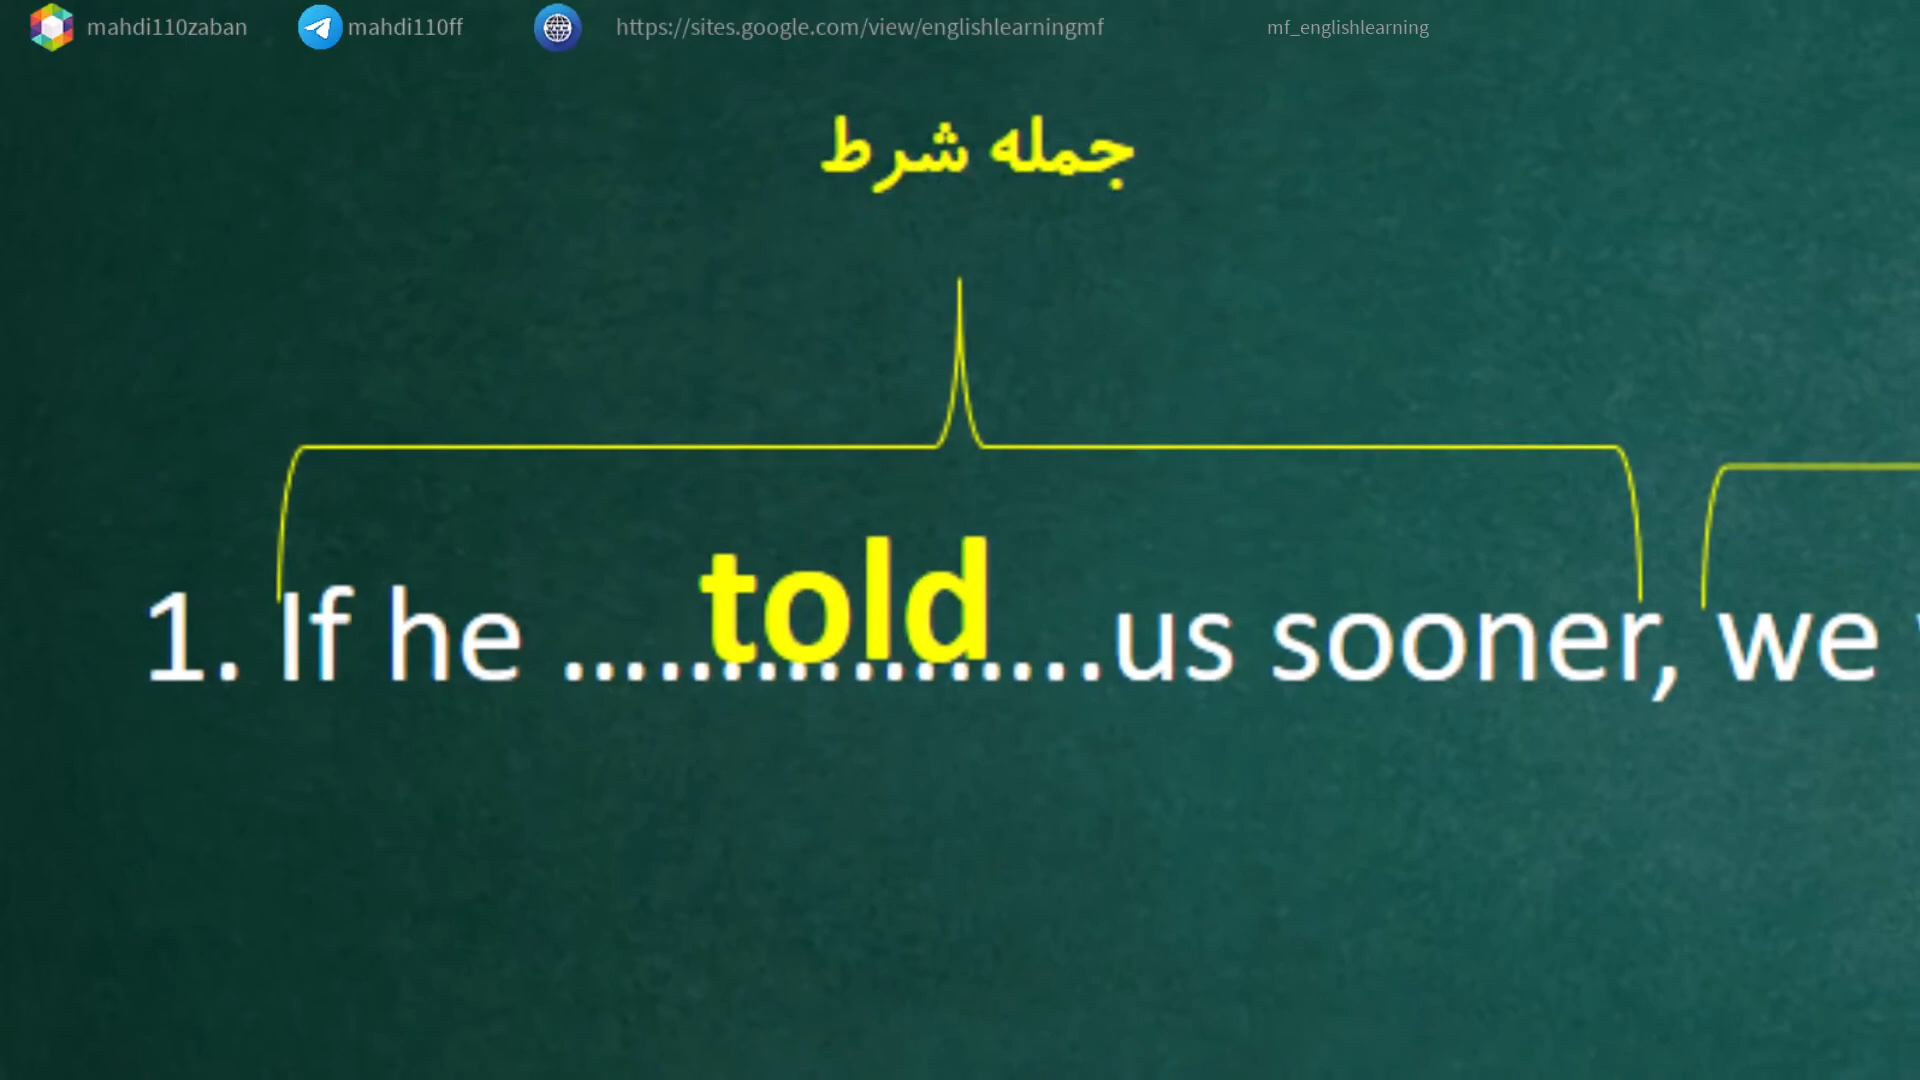 mahdi110zaban mahdi110ff https://sites.google.com/view/englishlearningmf mf_englishlearning
جمله شرط
told
1. If he .................us sooner, we